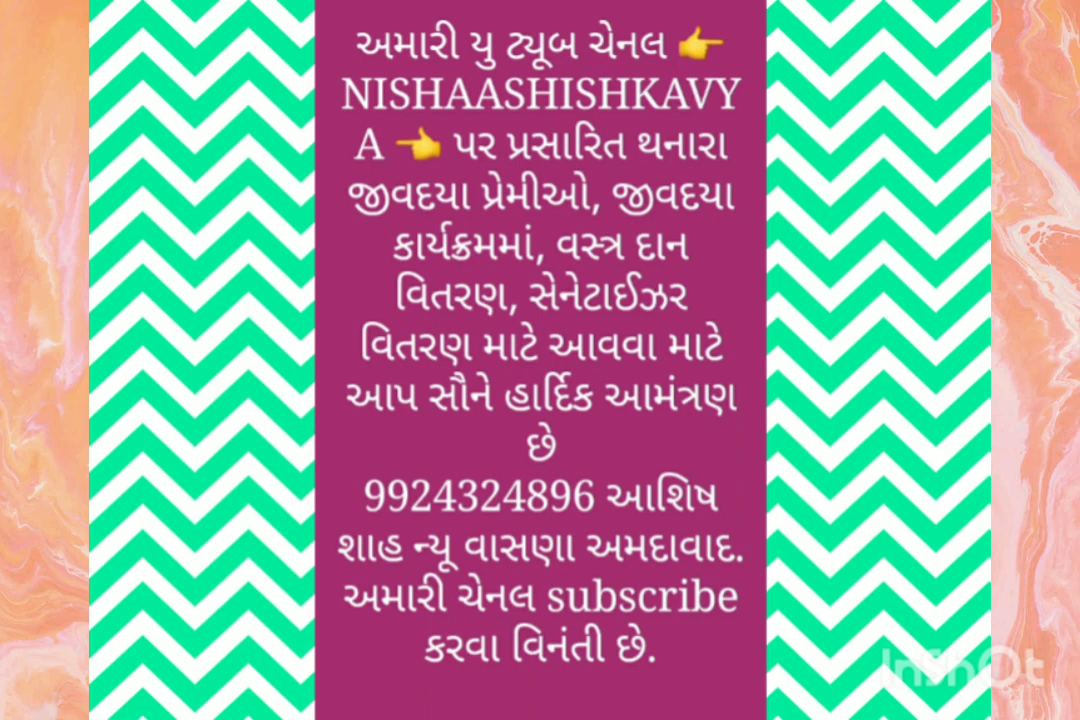 અમારી યુ ટ્યૂબ ચેનલ 👉
NISHAASHISHKAVY
A 👈 પર પ્રસારિત થનારા
જીવદયા પ્રેમીઓ, જીવદયા
કાર્યક્રમમાં, વસ્ત્ર દાન
વિતરણ, સેનેટાઈઝર
વિતરણ માટે આવવા માટે
આપ સૌને હાર્દિક આમંત્રણ
છે
9924324896 આશિષ
શાહ ન્યૂ વાસણા અમદાવાદ.
અમારી ચેનલ subscribe
કરવા વિનંતી છે.
InShOt